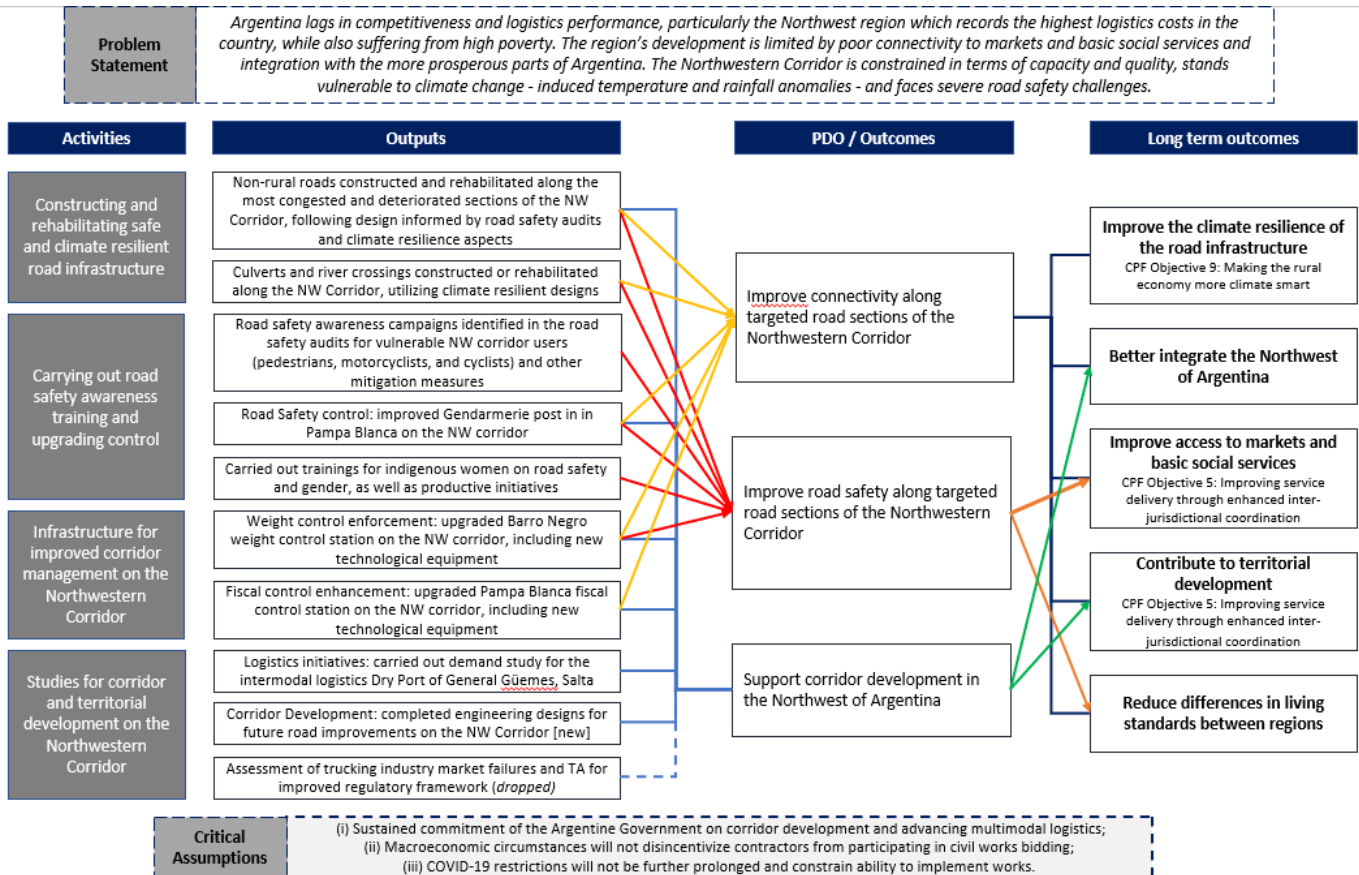 Problem
Statement
Argentina lags in competitiveness and logistics performance, particularly the Northwest region which records the highest logistics costs in the
country, while also suffering from high poverty. The region's development is limited by poor connectivity to markets and basic social services and
integration with the more prosperous parts of Argentina. The Northwestern Corridor is constrained in terms of capacity and quality, stands
vulnerable to climate change - induced temperature and rainfall anomalies - and faces severe road safety challenges.
Activities
Outputs
PDO / Outcomes
Long term outcomes
Constructing and
rehabilitating safe
and climate resilient
road infrastructure
Carrying out road
safety awareness
training and
upgrading control
Infrastructure for
improved corridor
management on the
Northwestern
Corridor
Studies for corridor
and territorial
development on the
Northwestern
Corridor
Non-rural roads constructed and rehabilitated along the
most congested and deteriorated sections of the NW
Corridor, following design informed by road safety audits
and climate resilience aspects
Culverts and river crossings constructed or rehabilitated
along the NW Corridor, utilizing climate resilient designs
Road safety awareness campaigns identified in the road
safety audits for vulnerable NW corridor users
(pedestrians, motorcyclists, and cyclists) and other
mitigation measures
Road Safety control: improved Gendarmerie post in in
Pampa Blanca on the NW corridor
Carried out trainings for indigenous women on road safety
and gender, as well as productive initiatives
Weight control enforcement: upgraded Barro Negro
weight control station on the NW corridor, including new
technological equipment
Fiscal control enhancement: upgraded Pampa Blanca fiscal
control station on the NW corridor, including new
technological equipment
Logistics initiatives: carried out demand study for the
intermodal logistics Dry Port of General Güemes, Salta
Corridor Development: completed engineering designs for
future road improvements on the NW Corridor [new]
Assessment of trucking industry market failures and TA for
improved regulatory framework (dropped)
Improve connectivity along
targeted road sections of the
Northwestern Corridor
Improve road safety along targeted
road sections of the Northwestern
Corridor
Support corridor development in
the Northwest of Argentina
Improve the climate resilience of
the road infrastructure
CPF Objective 9: Making the rural
economy more climate smart
Better integrate the Northwest
of Argentina
Improve access to markets and
basic social services
CPF Objective 5: Improving service
delivery through enhanced inter-
jurisdictional coordination
Contribute to territorial
development
CPF Objective 5: Improving service
delivery through enhanced inter-
jurisdictional coordination
Reduce differences in living
standards between regions
Critical
Assumptions
(i) Sustained commitment of the Argentine Government on corridor development and advancing multimodal logistics;
(ii) Macroeconomic circumstances will not disincentivize contractors from participating in civil works bidding;
(iii) COVID-19 restrictions will not be further prolonged and constrain ability to implement works.